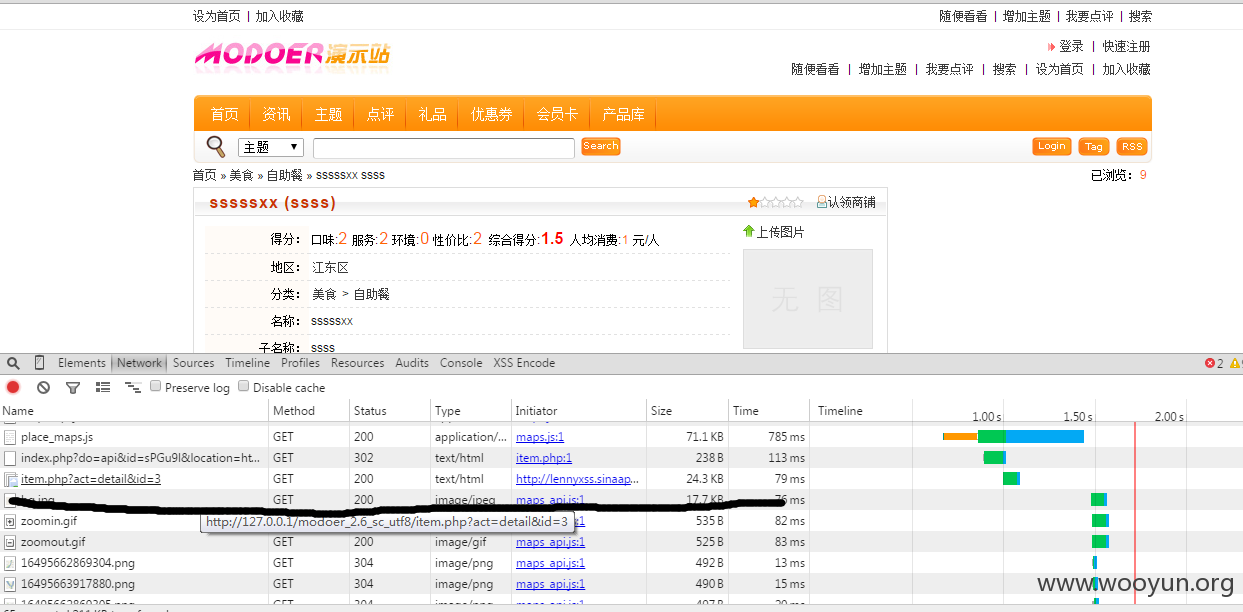 设为首页 | 加入收藏 随便看看 | 增加主题 | 我要点评 | 搜索
MODOER演示站 登录 | 快速注册
随便看看 | 增加主题 | 我要点评 | 搜索 | 设为首页 | 加入收藏
首页 资讯 主题 点评 礼品 优惠券 会员卡 产品库
主题 Search Login Tag RSS
首页 » 美食 » 自助餐 » sssssxx ssss 已浏览：9
sssssxx (ssss) 认领商铺
得分： 口味:2 服务:2 环境:0 性价比:2 综合得分:1.5 人均消费:1 元/人 上传图片
地区： 江东区
分类： 美食 > 自助餐 无 图
名称： sssssxx
子名称： ssss
Elements Network Sources Timeline Profiles Resources Audits Console XSS Encode 2
Preserve log Disable cache
Name Method Status Type Initiator Size Time Timeline 1.00 s 1.50 s 2.00 s
place_maps.js GET 200 application/... maps.js:1 71.1 KB 785 ms
index.php?do=api&id=sPGu9I&location=ht... GET 302 text/html item.php:1 238 B 113 ms
item.php?act=detail&id=3 GET 200 text/html http://lennyxss.sinaap... 24.3 KB 79 ms
GET 200 image/jpeg maps_api.js:1 17.7 KB 76 ms
zoomin.gif :1 535 B 82 ms
http://127.0.0.1/modoer_2.6_sc_utf8/item.php?act=detail&id=3
zoomout.gif GET 200 image/gif maps_api.js:1 525 B 83 ms
16495662869304.png GET 304 image/png maps_api.js:1 492 B 13 ms
16495663917880.png GET 304 image/png maps_api.js:1 490 B 15 ms
16495662869305.png GET 304 image/png maps_api.js:1 497 B
www.wooyun.org